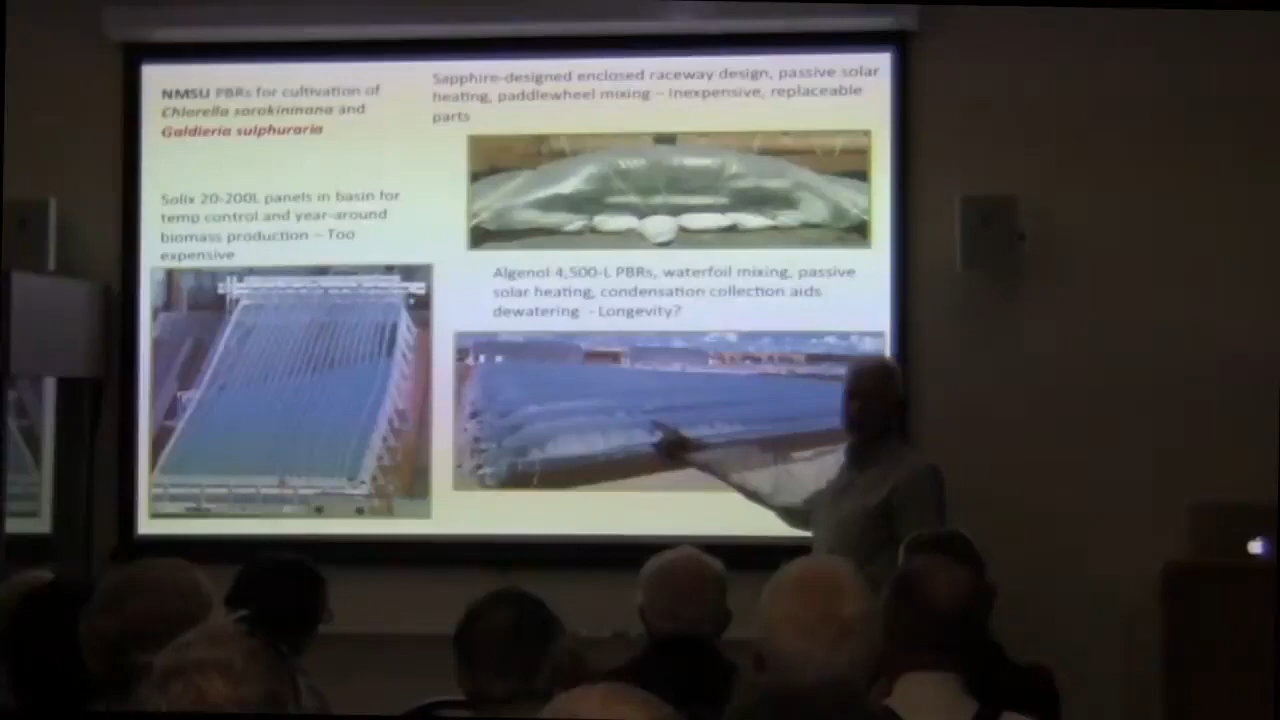 NMSU PBRs for cultivation of
Chlorella sorokininana and
Galdieria sulphuraria
Solix 20-200L panels in basin for
temp control and year-around
biomass production – Too
expensive
Sapphire-designed enclosed raceway design, passive solar
heating, paddlewheel mixing – Inexpensive, replaceable
parts
Algenol 4,500-L PBRs, waterfoil mixing, passive
solar heating, condensation collection aids
dewatering - Longevity?